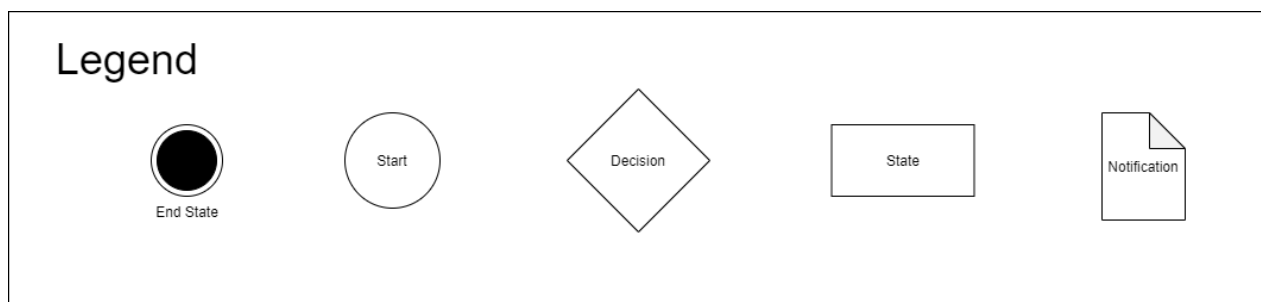 Legend
Start
Decision
State
Notification
End State